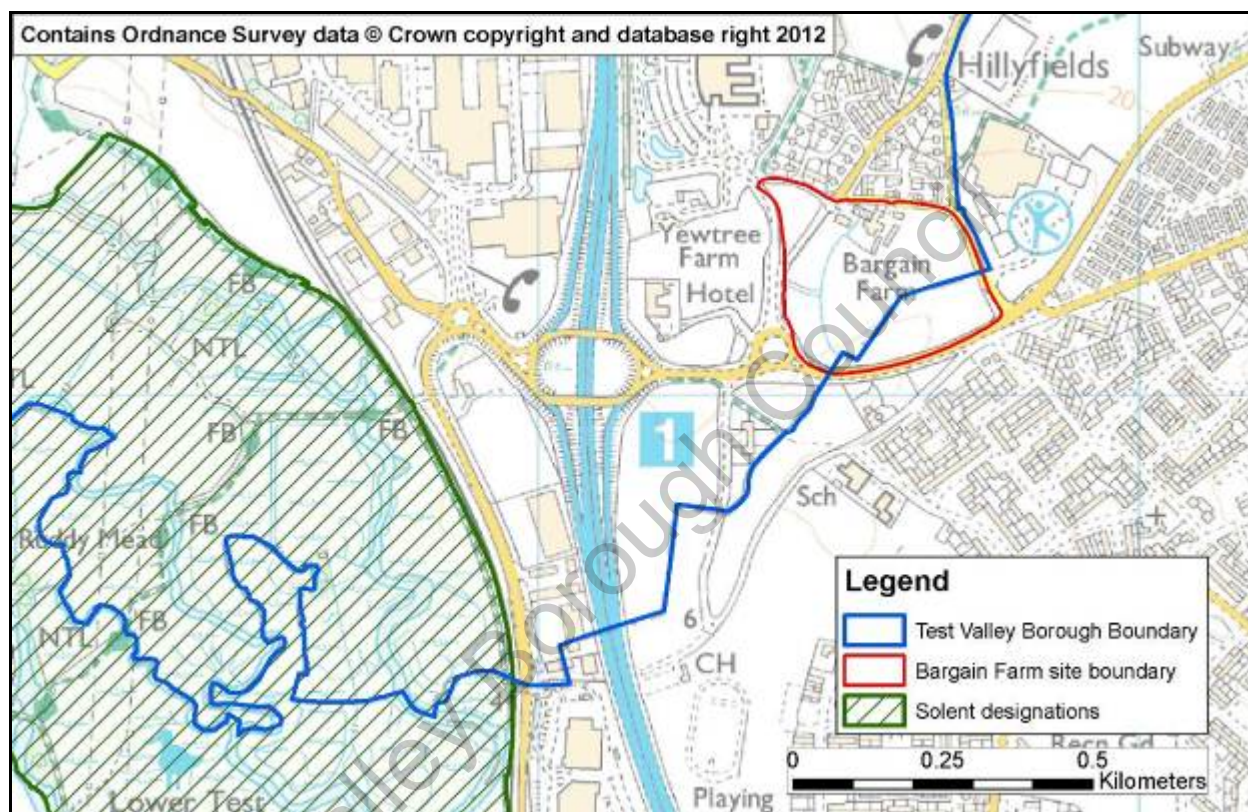 Contains Ordnance Survey data © Crown copyright and database right 2012
Subway
Hillyfields
20
Yewtree
Farm
Hotel
Bargain
Farm
FB
NTL
FB
FB
1
Sch
FB
Ruddy Mead
FB
NTL
6
CH
4
Lower Test
Playing
Recn Gd
Legend
Test Valley Borough Boundary
Bargain Farm site boundary
Solent designations
0 0.25 0.5
Kilometers
Valley Borough Council